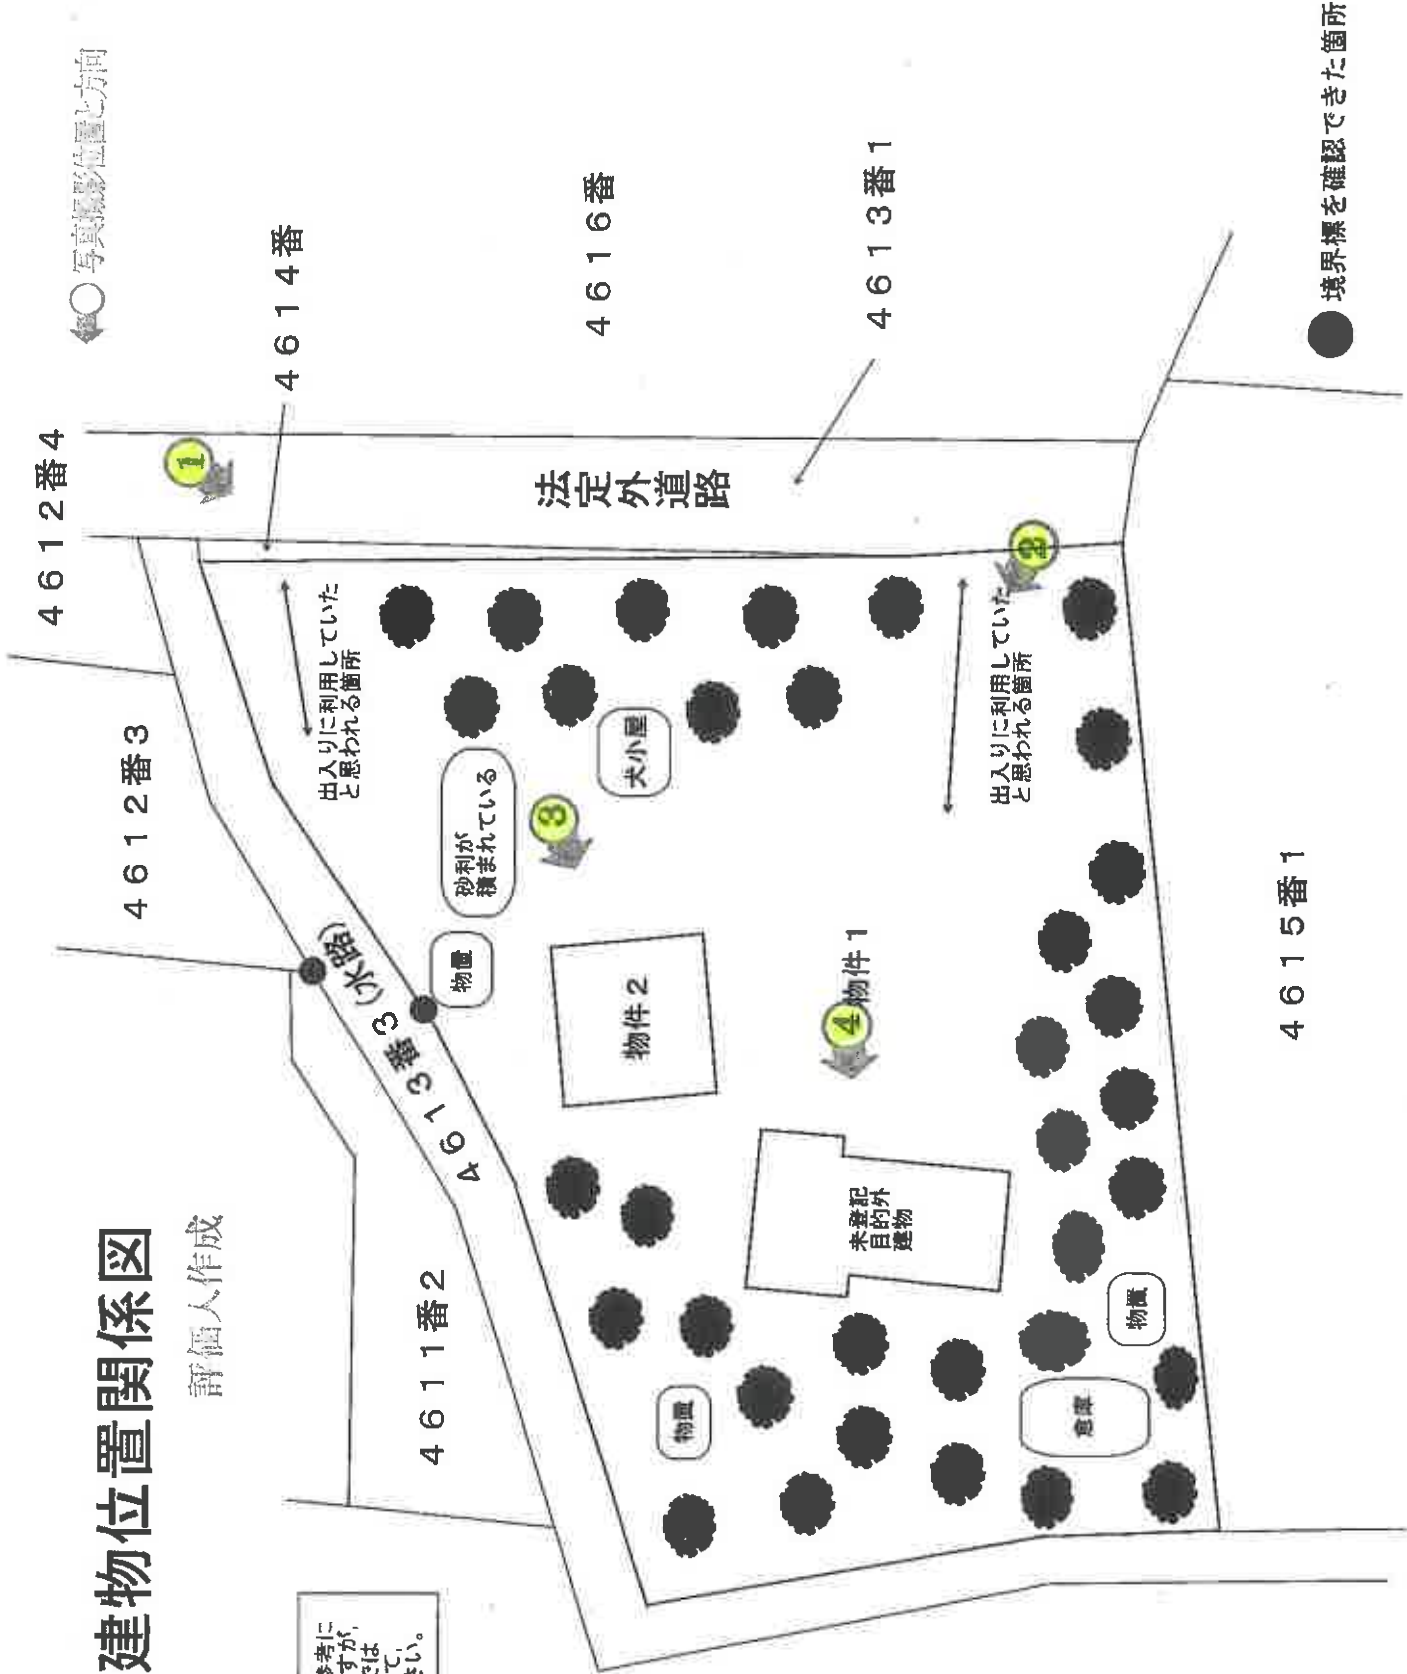 建物位置関係図
評価人作成
写真撮影位置と方向
4612番4
4612番3
4611番2
4613番3(水路)
4614番
4616番
4613番1
4615番1
法定外道路
1
2
3
4
出入りに利用していた
と思われる箇所
砂利が
積まれている
物置
犬小屋
物件2
物件1
未登記
目的外
建物
出入りに利用していた
と思われる箇所
物置
物置
倉庫
境界標を確認できた箇所